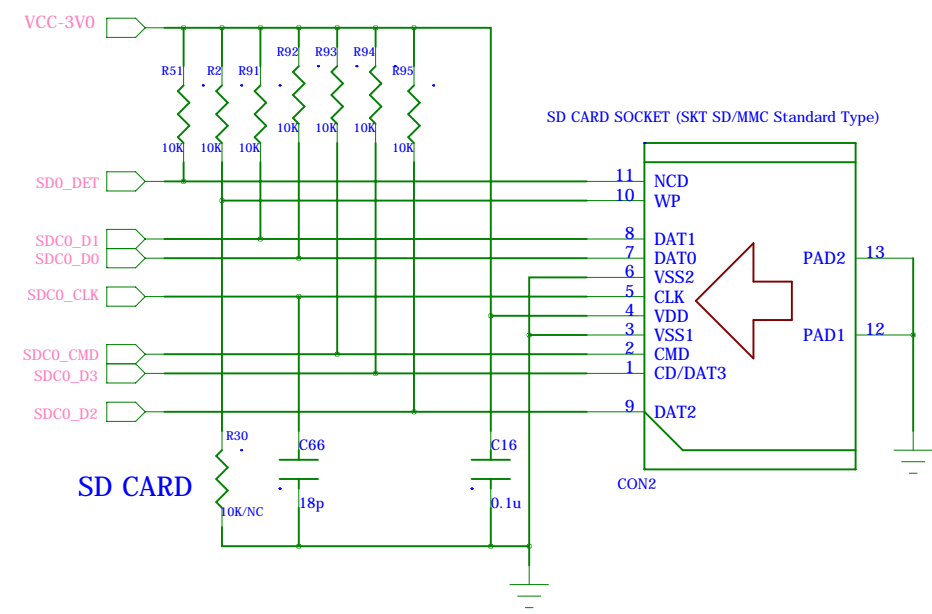 VCC-3V0
R51
R2
R91
R92
R93
R94
R95
10K
10K
10K
10K
10K
10K
10K
SD CARD SOCKET (SKT SD/MMC Standard Type)
SD0_DET
11 NCD
10 WP
SDC0_D1
8 DAT1
SDC0_D0
7 DAT0
PAD2 13
6 VSS2
SDC0_CLK
5 CLK
4 VDD
3 VSS1
PAD1 12
SDC0_CMD
2 CMD
SDC0_D3
1 CD/DAT3
SDC0_D2
9 DAT2
R30
C66
C16
SD CARD
CON2
10K/NC
18p
0.1u